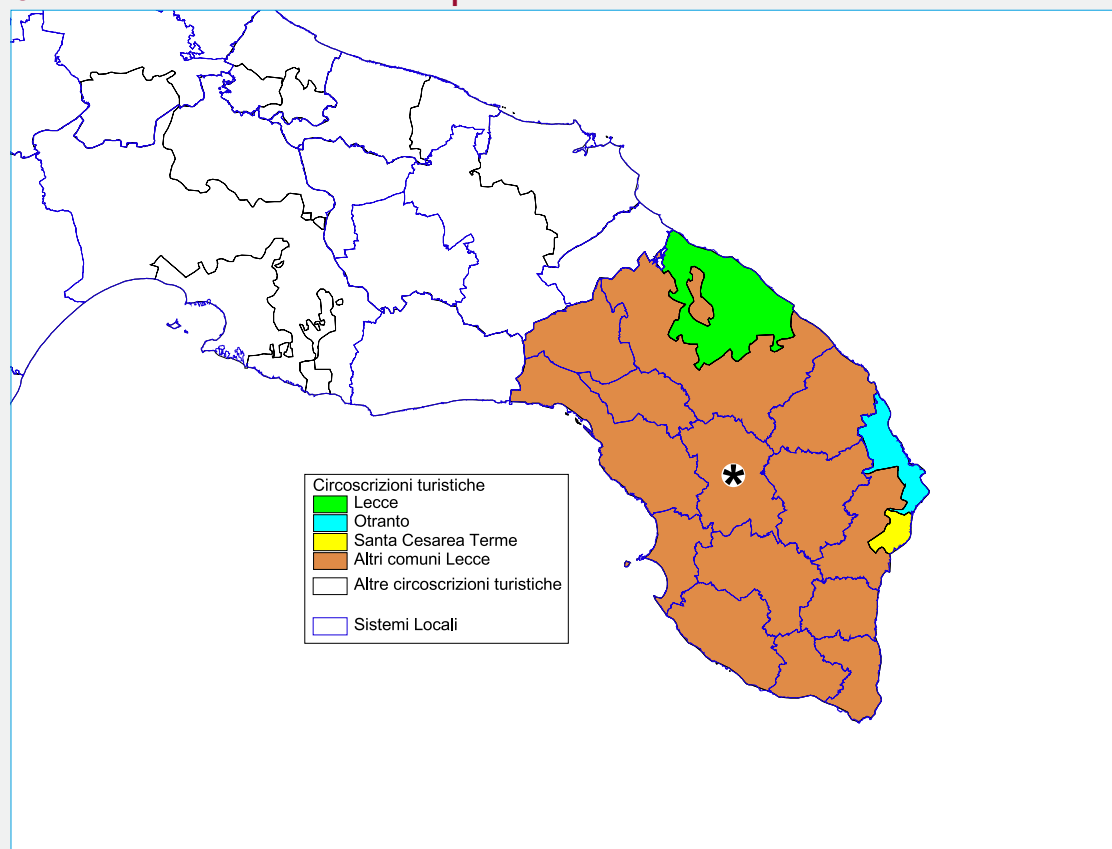 Circoscrizioni turistiche
Lecce
Otranto
Santa Cesarea Terme
Altri comuni Lecce
Altre circoscrizioni turistiche
Sistemi Locali
*